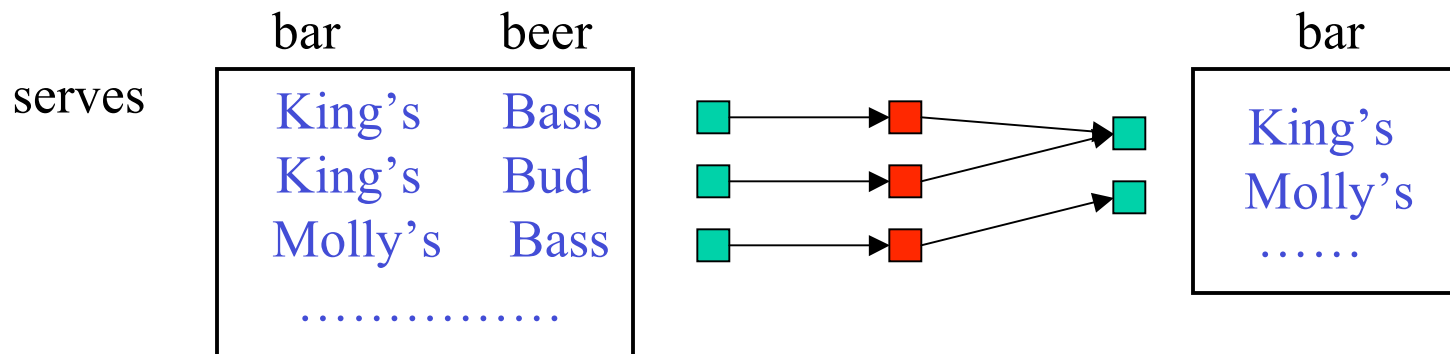 bar beer bar
serves
King’s Bass
King’s Bud
Molly’s Bass
……………
King’s
Molly’s
……